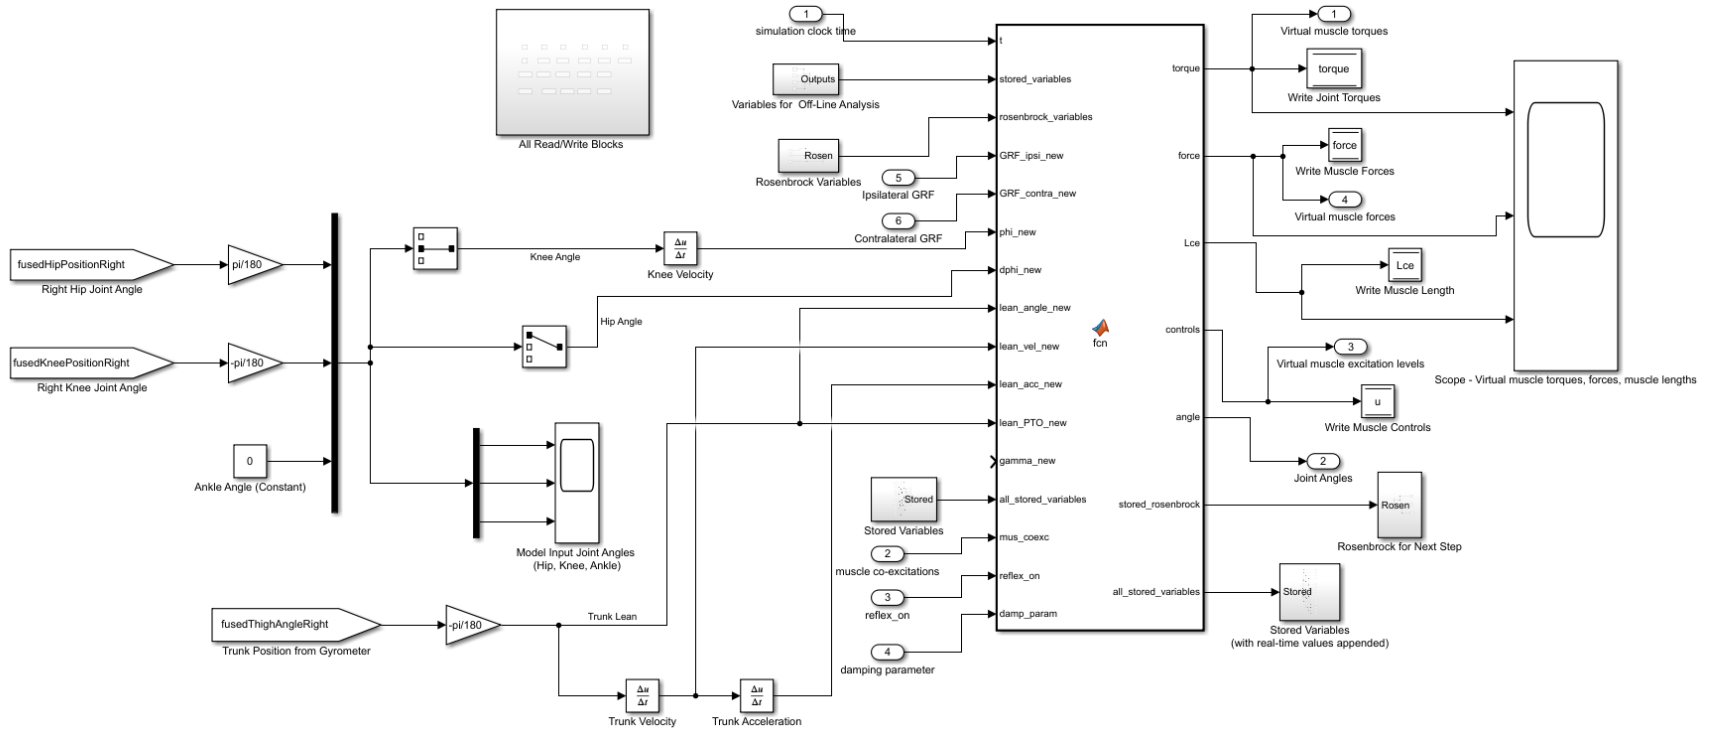 All Read/Write Blocks
fusedHipPositionRight
Right Hip Joint Angle
pi/180
fusedKneePositionRight
Right Knee Joint Angle
-pi/180
0
Ankle Angle (Constant)
Knee Angle
Δu
Δt
Knee Velocity
Hip Angle
Model Input Joint Angles
(Hip, Knee, Ankle)
fusedThighAngleRight
Trunk Position from Gyrometer
-pi/180
Trunk Lean
Δu
Δt
Trunk Velocity
Δu
Δt
Trunk Acceleration
1
simulation clock time
Outputs
Variables for Off-Line Analysis
Rosen
Rosenbrock Variables
5
Ipsilateral GRF
6
Contralateral GRF
Stored
Stored Variables
2
muscle co-excitations
3
reflex_on
4
damping parameter
t
stored_variables
rosenbrock_variables
GRF_ipsi_new
GRF_contra_new
phi_new
dphi_new
lean_angle_new
lean_vel_new
lean_acc_new
lean_PTO_new
gamma_new
all_stored_variables
mus_coexc
reflex_on
damp_param
fcn
torque
force
Lce
controls
angle
stored_rosenbrock
all_stored_variables
1
Virtual muscle torques
torque
Write Joint Torques
force
Write Muscle Forces
4
Virtual muscle forces
Lce
Write Muscle Length
3
Virtual muscle excitation levels
u
Write Muscle Controls
2
Joint Angles
Rosen
Rosenbrock for Next Step
Stored
Stored Variables
(with real-time values appended)
Scope - Virtual muscle torques, forces, muscle lengths